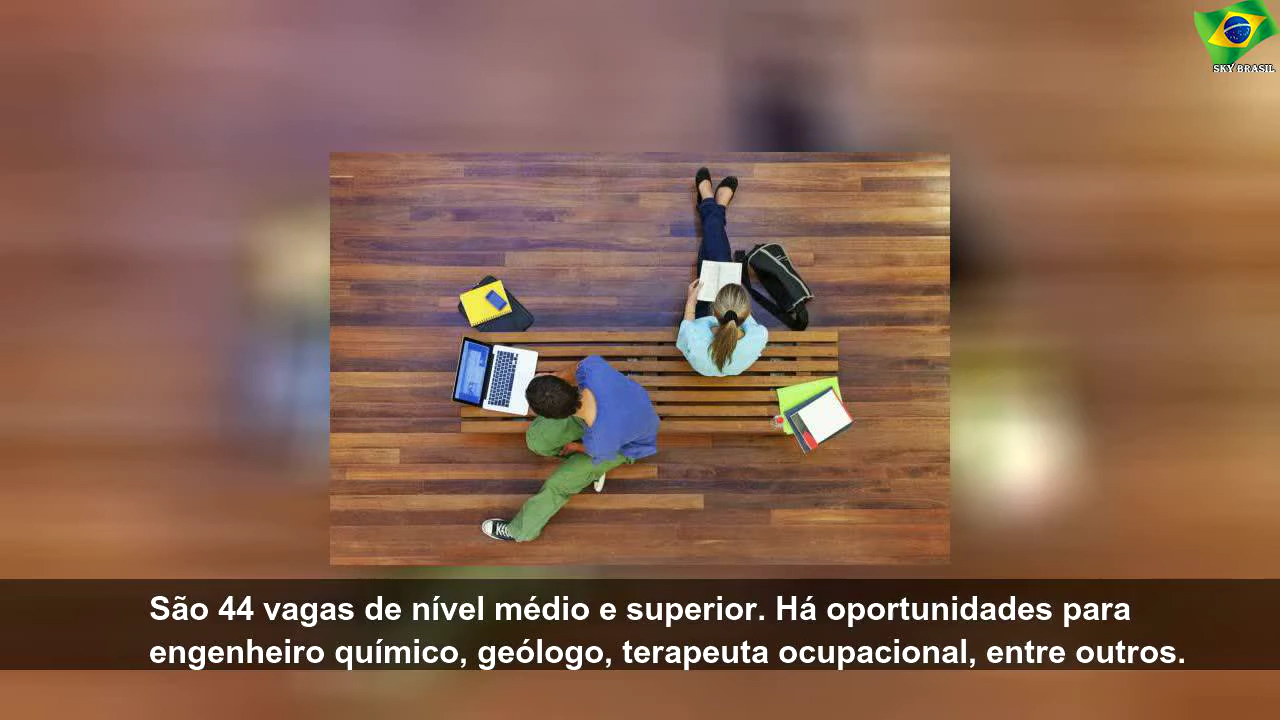 SKY BRASIL
São 44 vagas de nível médio e superior. Há oportunidades para
engenheiro químico, geólogo, terapeuta ocupacional, entre outros.